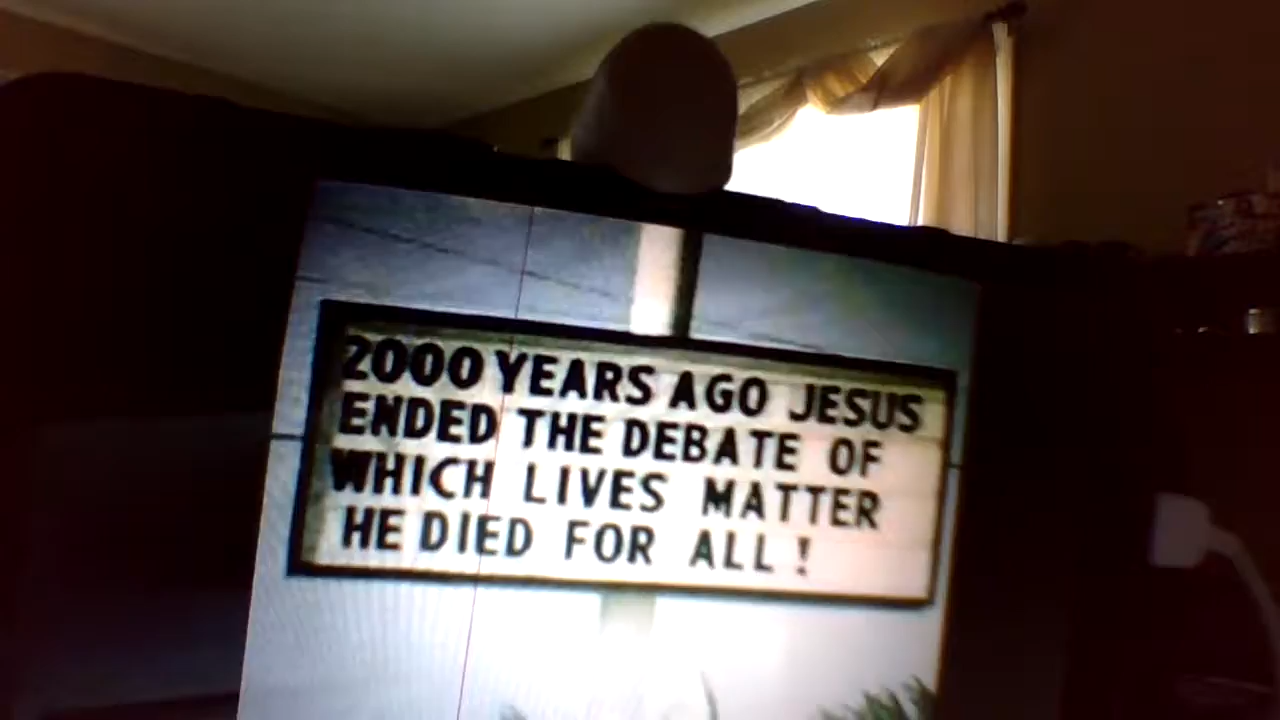 2000 YEARS AGO JESUS
ENDED THE DEBATE OF
WHICH LIVES MATTER
HE DIED FOR ALL!